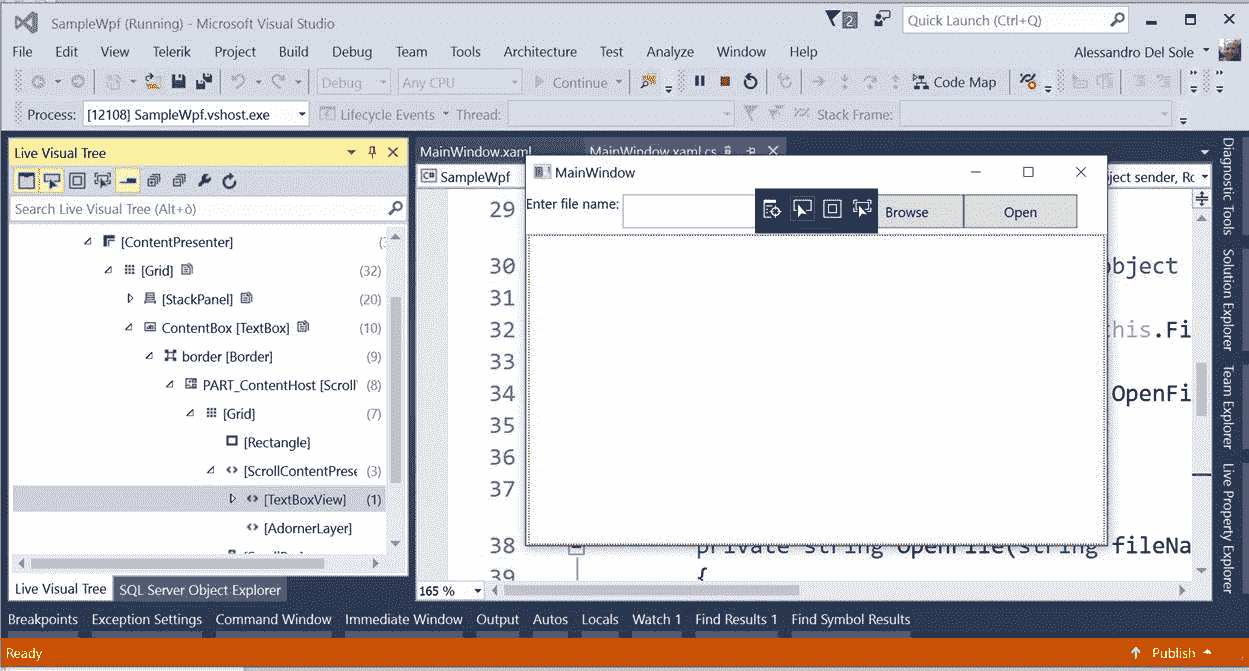 SampleWpf (Running) - Microsoft Visual Studio
2
Quick Launch (Ctrl+Q)
File Edit View Telerik Project Build Debug Team Tools Architecture Test Analyze Window Help
Alessandro Del Sole
Debug Any CPU Continue Code Map
Process: [12108] SampleWpf.vshost.exe Lifecycle Events Thread: Stack Frame:
Live Visual Tree
Search Live Visual Tree (Alt+ò)
[ContentPresenter]
[Grid] (32)
[StackPanel] (20)
ContentBox [TextBox] (10)
border [Border] (9)
PART_ContentHost [Scroll (8)
[Grid] (7)
[Rectangle]
[ScrollContentPrese (3)
[TextBoxView] (1)
[AdornerLayer]
Live Visual Tree SQL Server Object Explorer
MainWindow.xaml MainWindow.xaml.cs
SampleWpf
ject sender, Ro
MainWindow
Enter file name: Browse Open
29
30 object
31
32 this.Fi
33
34 OpenFi
35
36
37
38 private string OpenFile(string fileNa
39 {
165 %
Diagnostic Tools
Solution Explorer
Team Explorer
Live Property Explorer
Breakpoints Exception Settings Command Window Immediate Window Output Autos Locals Watch 1 Find Results 1 Find Symbol Results
Ready
Publish